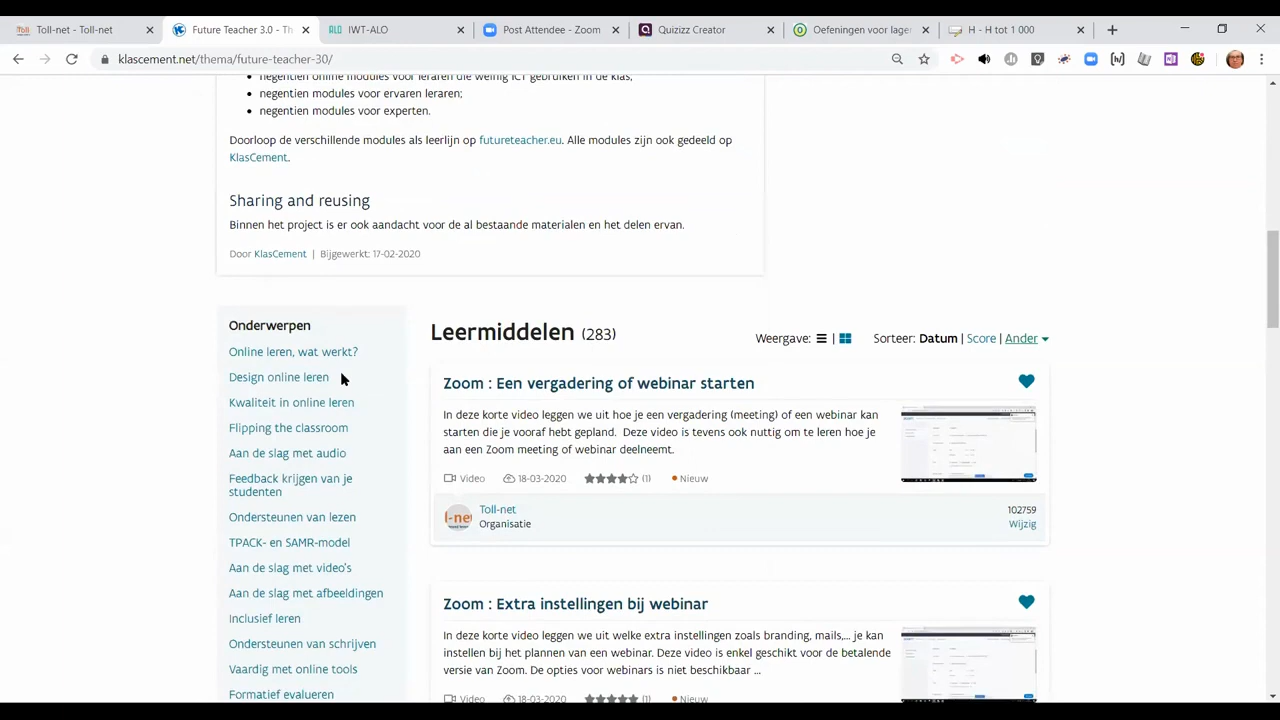 Toll-net - Toll-net
Future Teacher 3.0 - Th
IWT-ALO
Post Attendee - Zoom
Quizizz Creator
Oefeningen voor lager
H - H tot 1 000
klascement.net/thema/future-teacher-30/
negentien online modules voor leraren die weinig ICT gebruiken in de klas;
negentien modules voor ervaren leraren;
negentien modules voor experten.
Doorloop de verschillende modules als leerlijn op futureteacher.eu. Alle modules zijn ook gedeeld op
KlasCement.
Sharing and reusing
Binnen het project is er ook aandacht voor de al bestaande materialen en het delen ervan.
Door KlasCement | Bijgewerkt: 17-02-2020
Onderwerpen
Online leren, wat werkt?
Design online leren
Kwaliteit in online leren
Flipping the classroom
Aan de slag met audio
Feedback krijgen van je
studenten
Ondersteunen van lezen
TPACK- en SAMR-model
Aan de slag met video's
Aan de slag met afbeeldingen
Inclusief leren
Ondersteunen van schrijven
Vaardig met online tools
Formatief evalueren
Leermiddelen (283)
Weergave: | Sorteer: Datum | Score | Ander
Zoom : Een vergadering of webinar starten
In deze korte video leggen we uit hoe je een vergadering (meeting) of een webinar kan
starten die je vooraf hebt gepland. Deze video is tevens ook nuttig om te leren hoe je
aan een Zoom meeting of webinar deelneemt.
Video 18-03-2020 (1) Nieuw
Toll-net
Organisatie
102759
Wijzig
Zoom : Extra instellingen bij webinar
In deze korte video leggen we uit welke extra instellingen zoals branding, mails,... je kan
instellen bij het plannen van een webinar. Deze video is enkel geschikt voor de betalende
versie van Zoom. De opties voor webinars is niet beschikbaar ...
Video 18-03-2020 (1) Nieuw